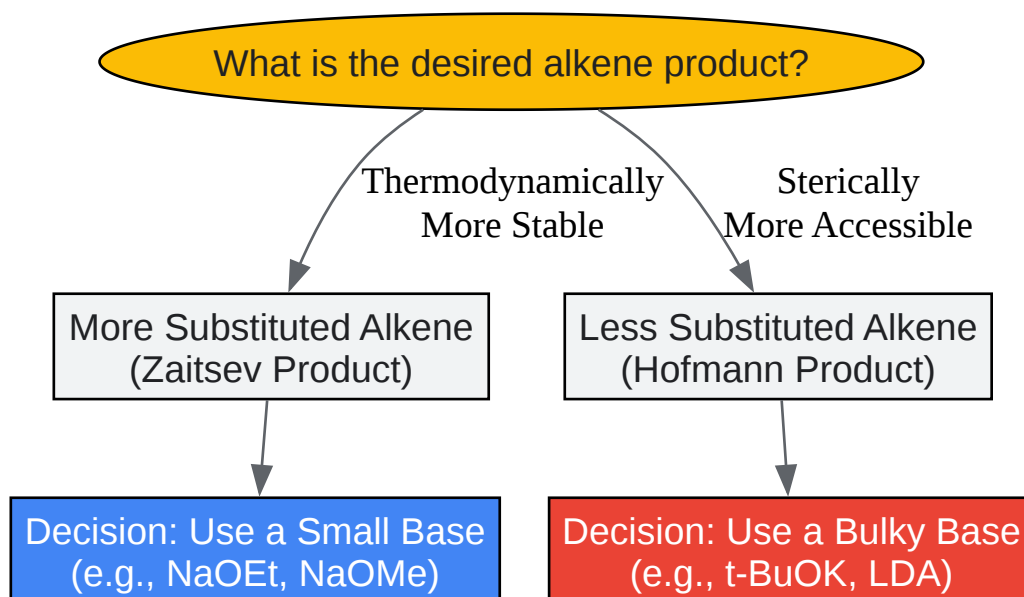 What is the desired alkene product?
Thermodynamically
More Stable
Sterically
More Accessible
More Substituted Alkene
(Zaitsev Product)
Less Substituted Alkene
(Hofmann Product)
Decision: Use a Small Base
(e.g., NaOEt, NaOMe)
Decision: Use a Bulky Base
(e.g., t-BuOK, LDA)